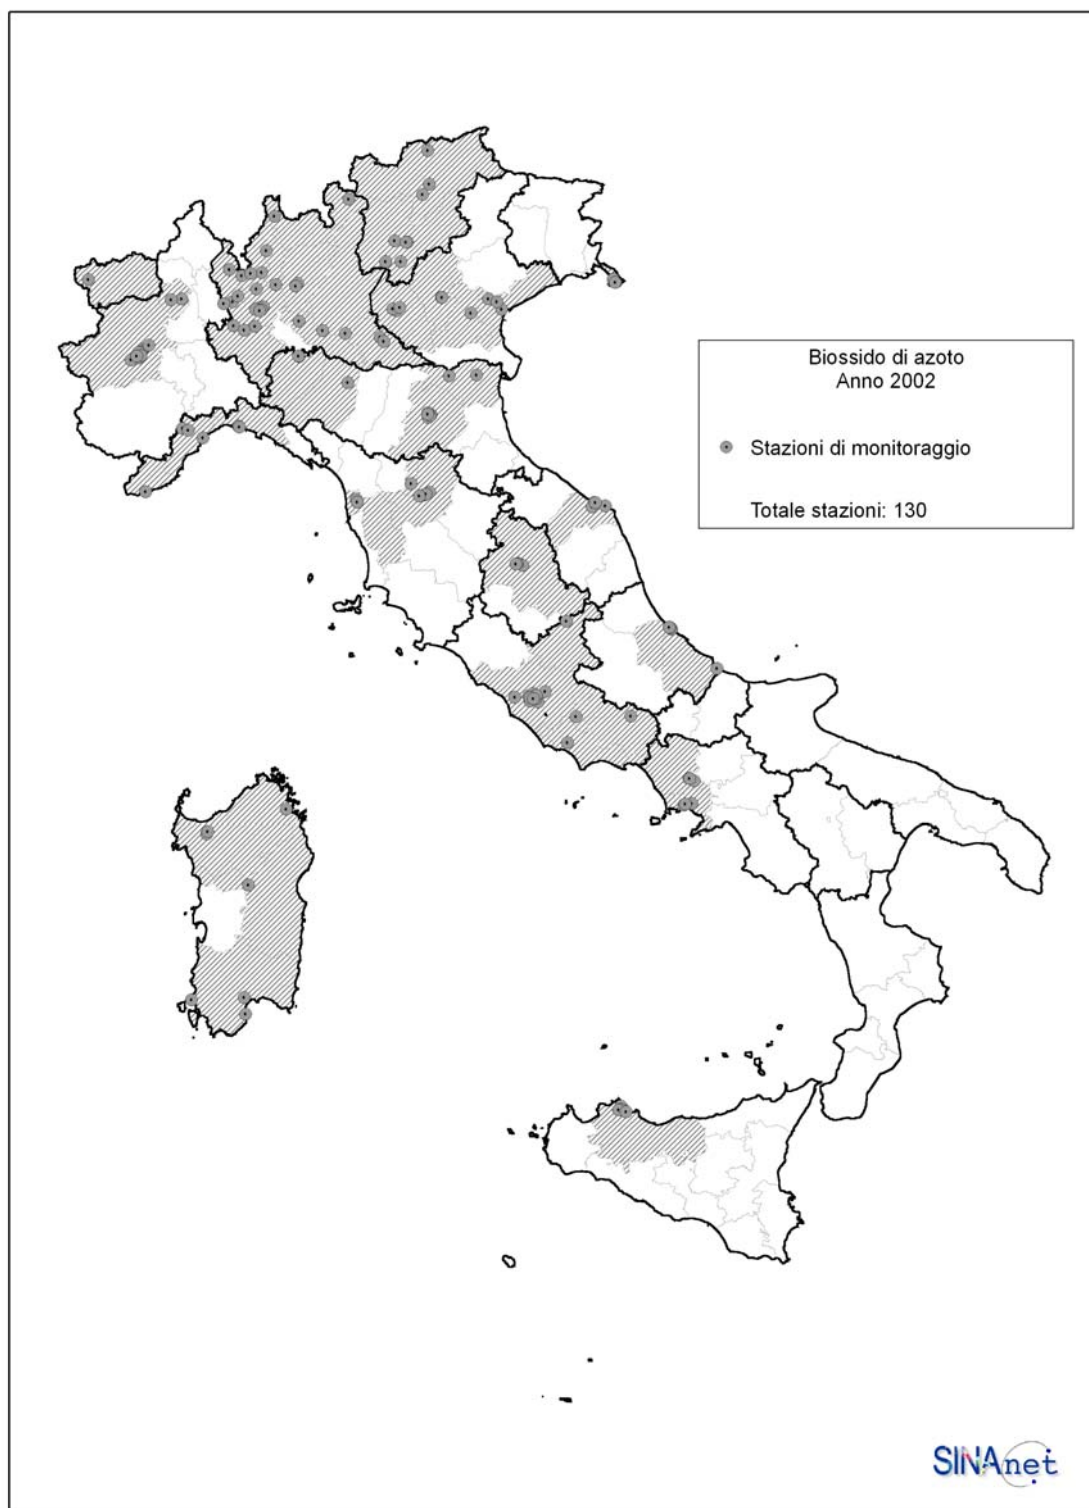 Biossido di azoto
Anno 2002
Stazioni di monitoraggio
Totale stazioni: 130
SINAnet